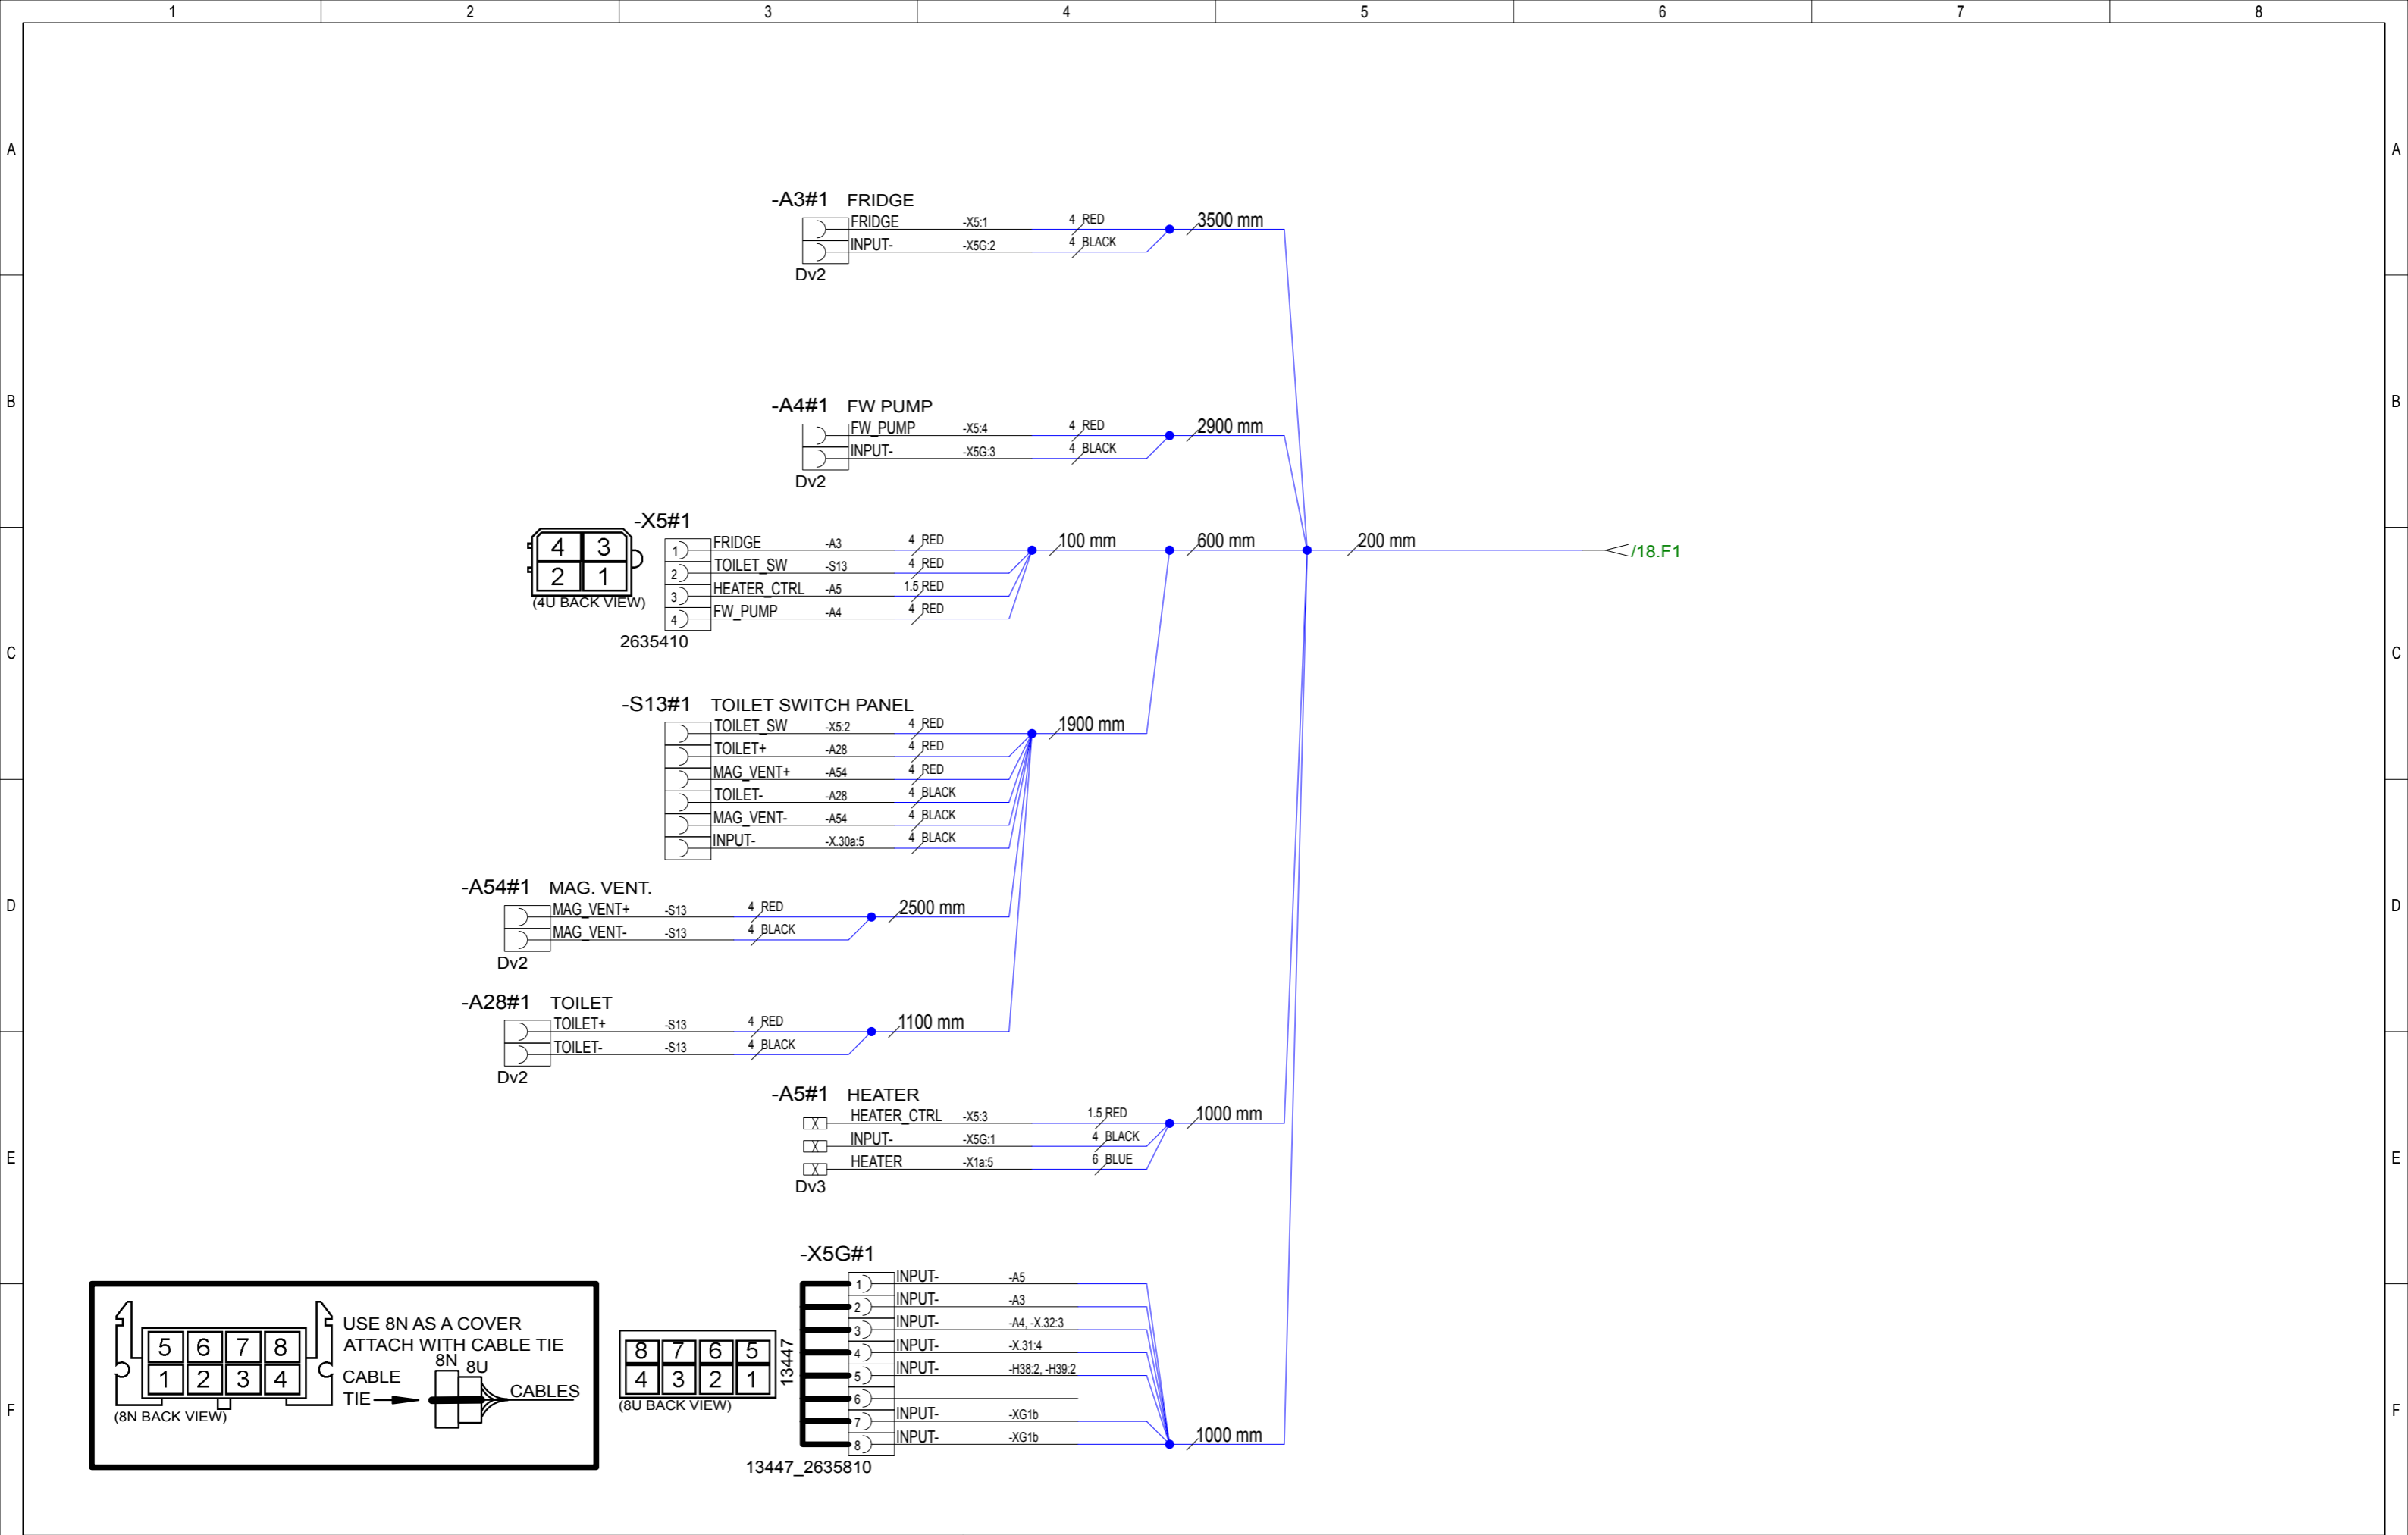 1 2 3 4 5 6 7 8
A A
-A3#1 FRIDGE
FRIDGE -X5:1 4 RED 3500 mm
INPUT- -X5G:2 4 BLACK
Dv2
B B
-A4#1 FW PUMP
FW_PUMP -X5:4 4 RED 2900 mm
INPUT- -X5G:3 4 BLACK
Dv2
-X5#1
4 3
2 1
(4U BACK VIEW)
1 FRIDGE -A3 4 RED 100 mm 600 mm 200 mm /18.F1
2 TOILET_SW -S13 4 RED
3 HEATER_CTRL -A5 1.5 RED
4 FW_PUMP -A4 4 RED
2635410
C C
-S13#1 TOILET SWITCH PANEL
TOILET_SW -X5:2 4 RED 1900 mm
TOILET+ -A28 4 RED
MAG_VENT+ -A54 4 RED
TOILET- -A28 4 BLACK
MAG_VENT- -A54 4 BLACK
INPUT- -X.30a:5 4 BLACK
-A54#1 MAG. VENT.
D D
MAG_VENT+ -S13 4 RED 2500 mm
MAG_VENT- -S13 4 BLACK
Dv2
-A28#1 TOILET
TOILET+ -S13 4 RED 1100 mm
TOILET- -S13 4 BLACK
Dv2
-A5#1 HEATER
HEATER_CTRL -X5:3 1.5 RED 1000 mm
INPUT- -X5G:1 4 BLACK
HEATER -X1a:5 6 BLUE
Dv3
E E
-X5G#1
1 INPUT- -A5
2 INPUT- -A3
3 INPUT- -A4, -X.32:3
4 INPUT- -X.31:4
5 INPUT- -H38:2, -H39:2
6
7 INPUT- -XG1b
8 INPUT- -XG1b 1000 mm
13447
13447_2635810
8 7 6 5
4 3 2 1
(8U BACK VIEW)
USE 8N AS A COVER
ATTACH WITH CABLE TIE
5 6 7 8
1 2 3 4
(8N BACK VIEW)
8N 8U
CABLE
TIE
CABLES
F F